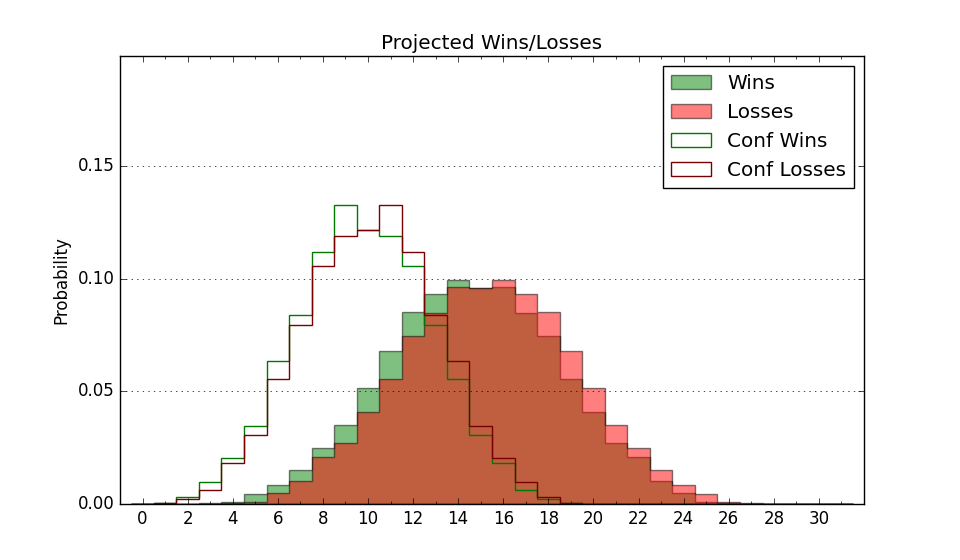 Projected Wins/Losses
Wins
Losses
Conf Wins
Conf Losses
Probability
0.15
0.10
0.05
0.00
0 2 4 6 8 10 12 14 16 18 20 22 24 26 28 30